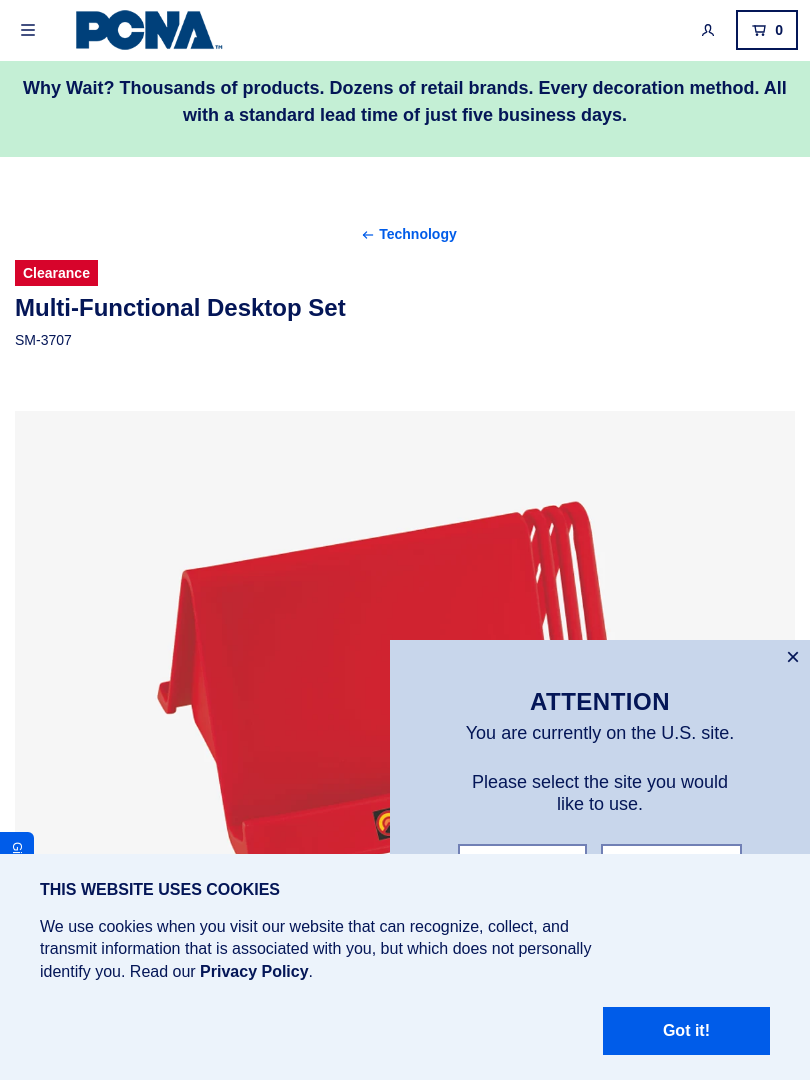 PCNA™
0
Why Wait? Thousands of products. Dozens of retail brands. Every decoration method. All
with a standard lead time of just five business days.
← Technology
Clearance
Multi-Functional Desktop Set
SM-3707
ATTENTION
You are currently on the U.S. site.
Please select the site you would
like to use.
THIS WEBSITE USES COOKIES
We use cookies when you visit our website that can recognize, collect, and
transmit information that is associated with you, but which does not personally
identify you. Read our Privacy Policy.
Got it!